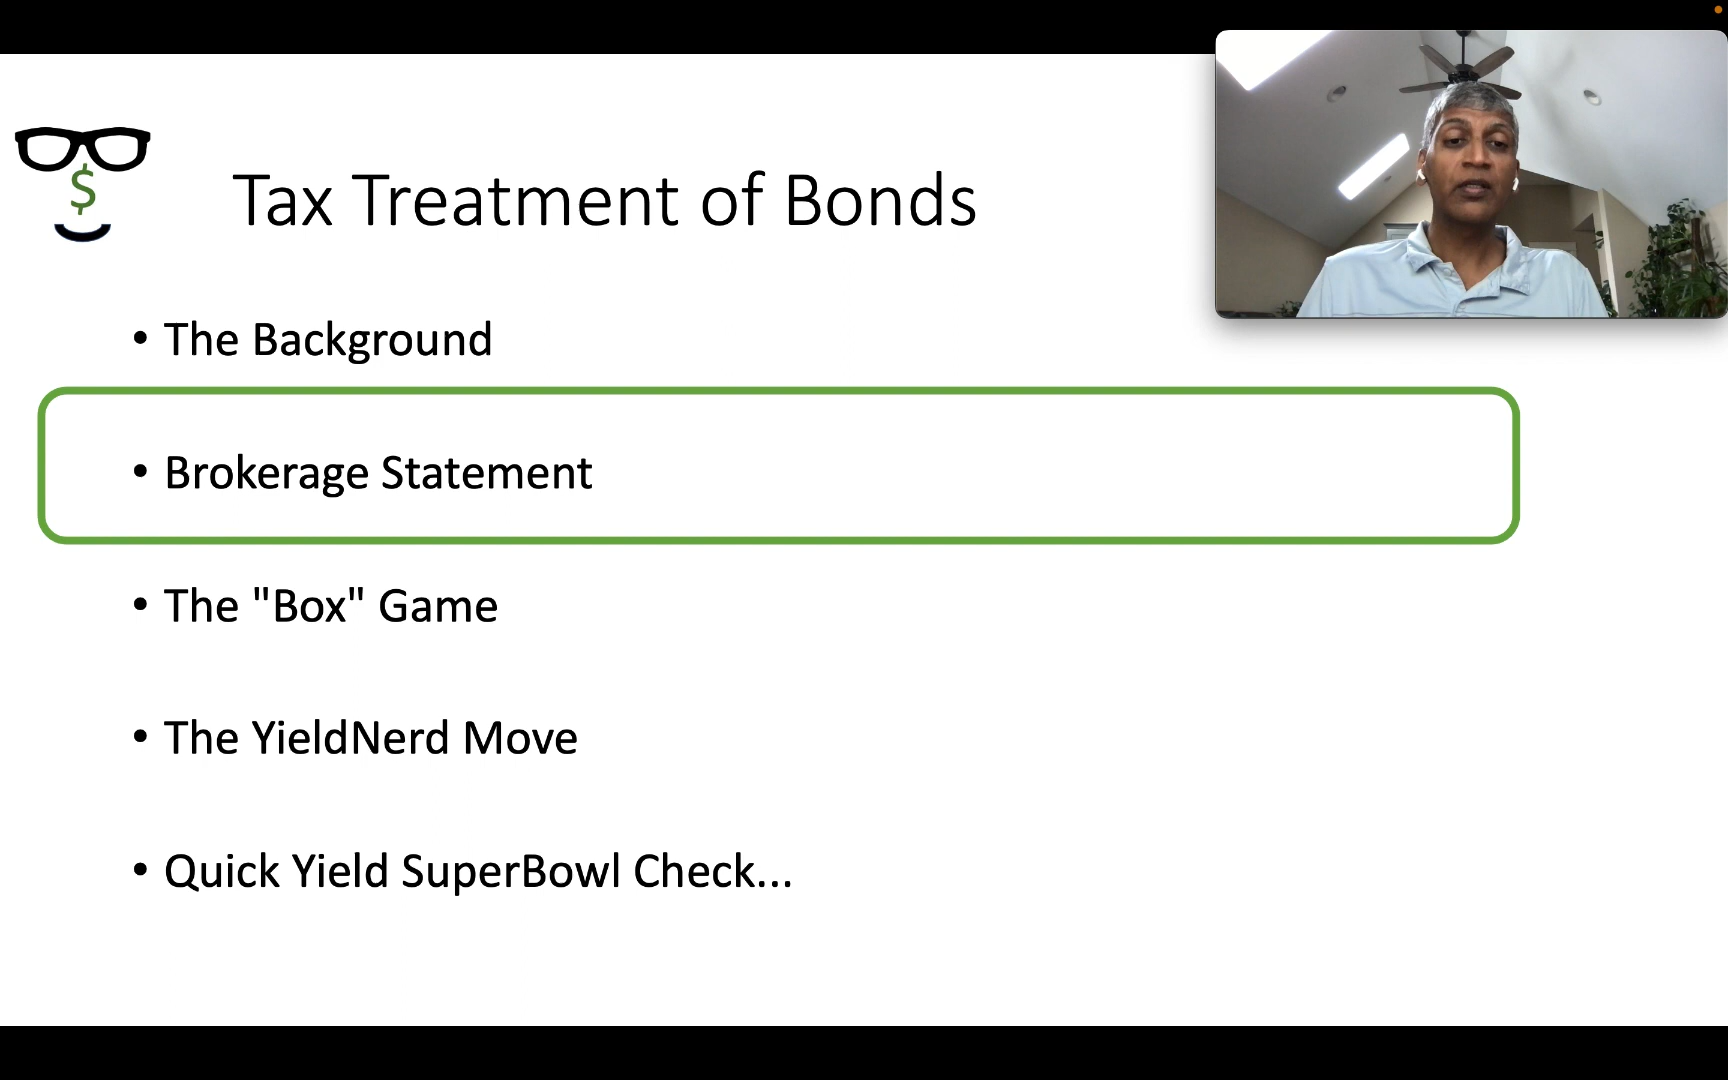 $
Tax Treatment of Bonds
• The Background
• Brokerage Statement
• The "Box" Game
• The YieldNerd Move
• Quick Yield SuperBowl Check...